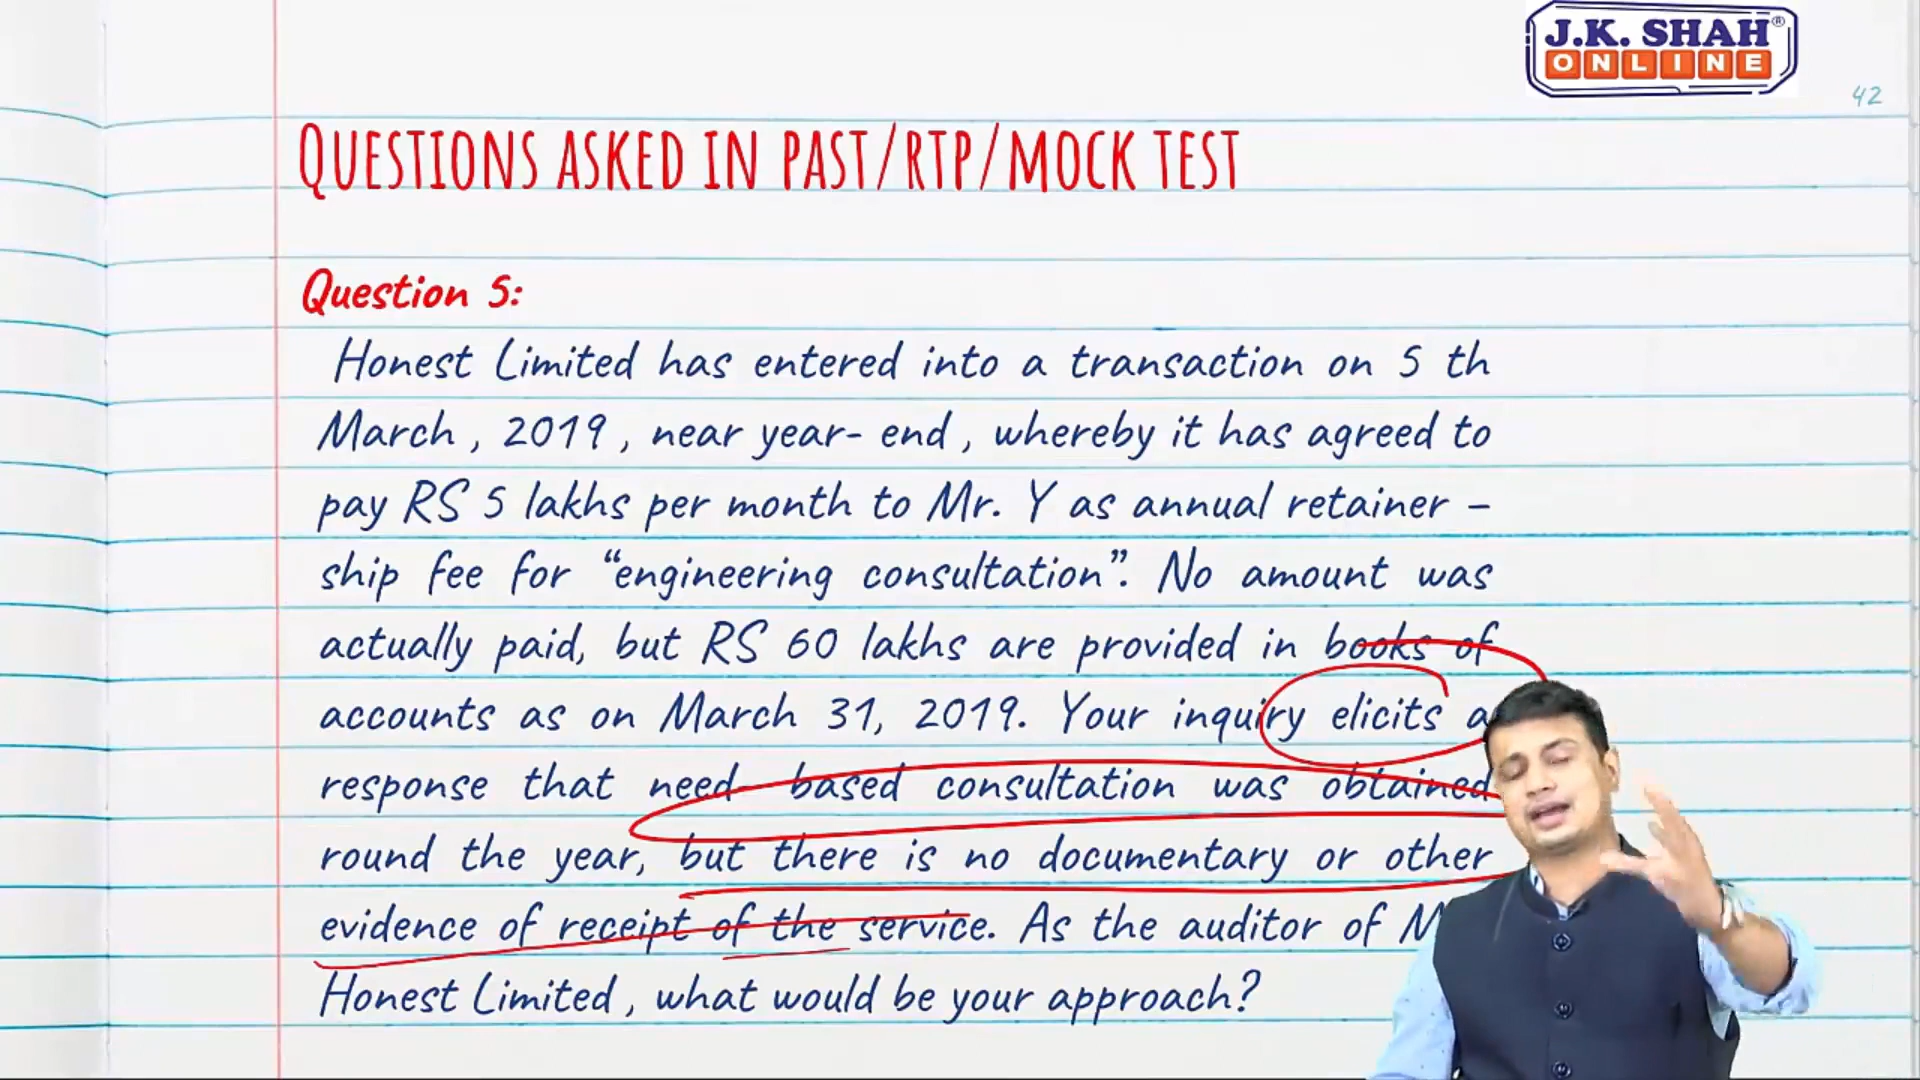 J.K. SHAH®
ONLINE
42
QUESTIONS ASKED IN PAST/RTP/MOCK TEST
Question 5:
Honest Limited has entered into a transaction on 5 th
March , 2019 , near year- end , whereby it has agreed to
pay RS 5 lakhs per month to Mr. Y as annual retainer –
ship fee for “engineering consultation”. No amount was
actually paid, but RS 60 lakhs are provided in books of
accounts as on March 31, 2019. Your inquiry elicits a
response that need- based consultation was obtained
round the year, but there is no documentary or other
evidence of receipt of the service. As the auditor of
Honest Limited , what would be your approach?